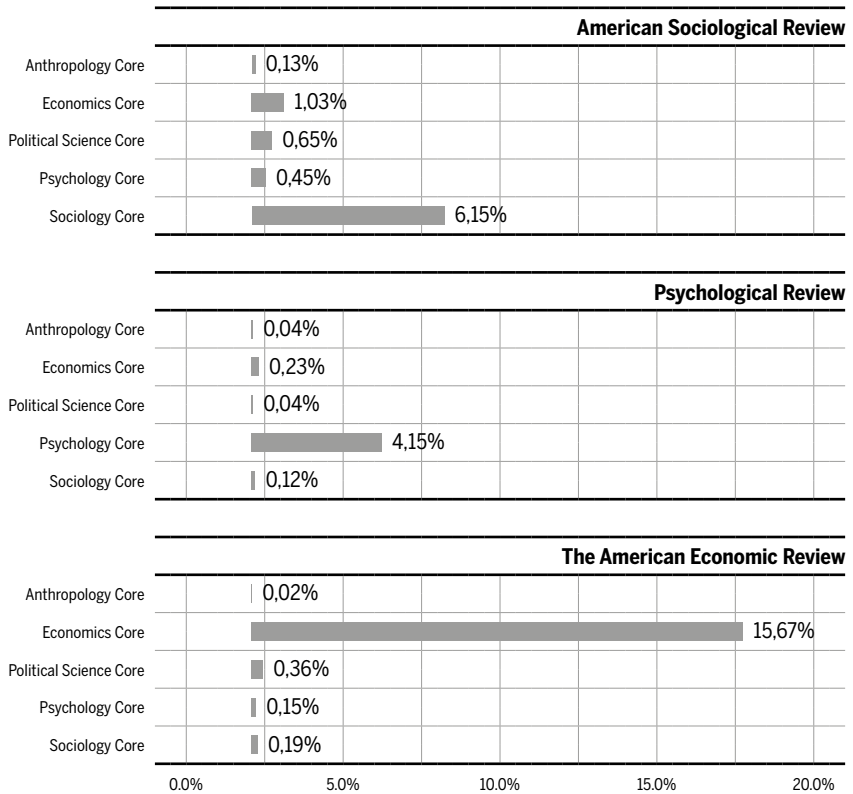 American Sociological Review
Anthropology Core 0,13%
Economics Core 1,03%
Political Science Core 0,65%
Psychology Core 0,45%
Sociology Core 6,15%
Psychological Review
Anthropology Core 0,04%
Economics Core 0,23%
Political Science Core 0,04%
Psychology Core 4,15%
Sociology Core 0,12%
The American Economic Review
Anthropology Core 0,02%
Economics Core 15,67%
Political Science Core 0,36%
Psychology Core 0,15%
Sociology Core 0,19%
0.0% 5.0% 10.0% 15.0% 20.0%